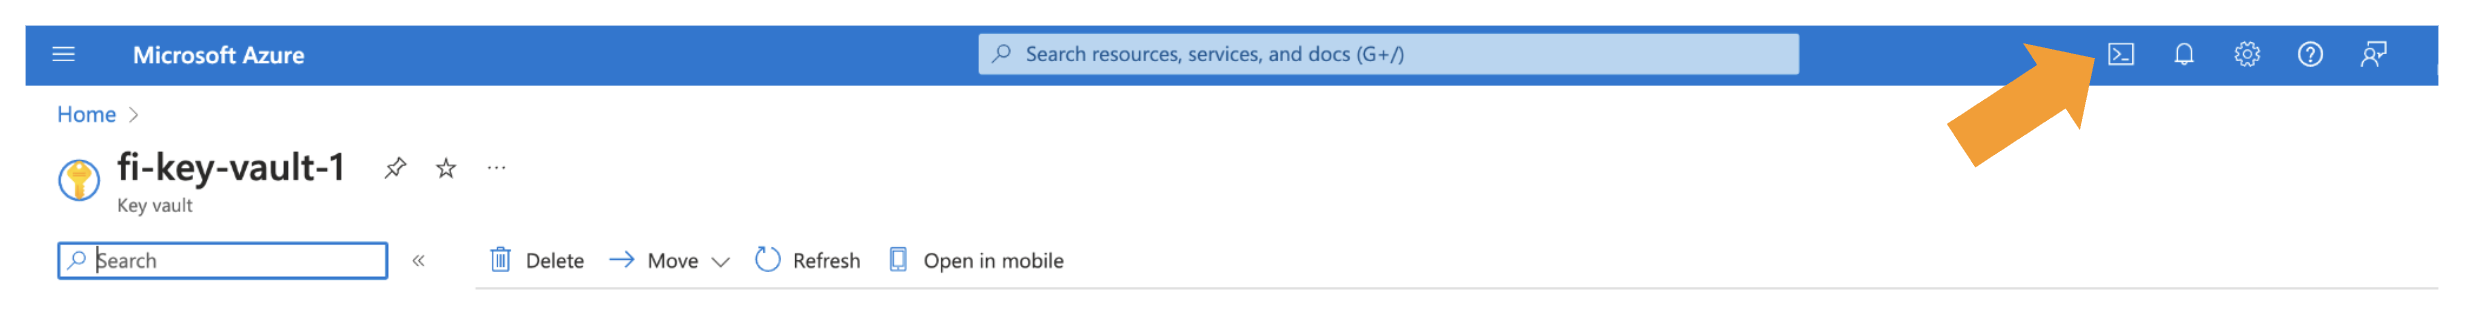 Microsoft Azure
Search resources, services, and docs (G+/)
Home
fi-key-vault-1
Key vault
Search
Delete Move Refresh Open in mobile